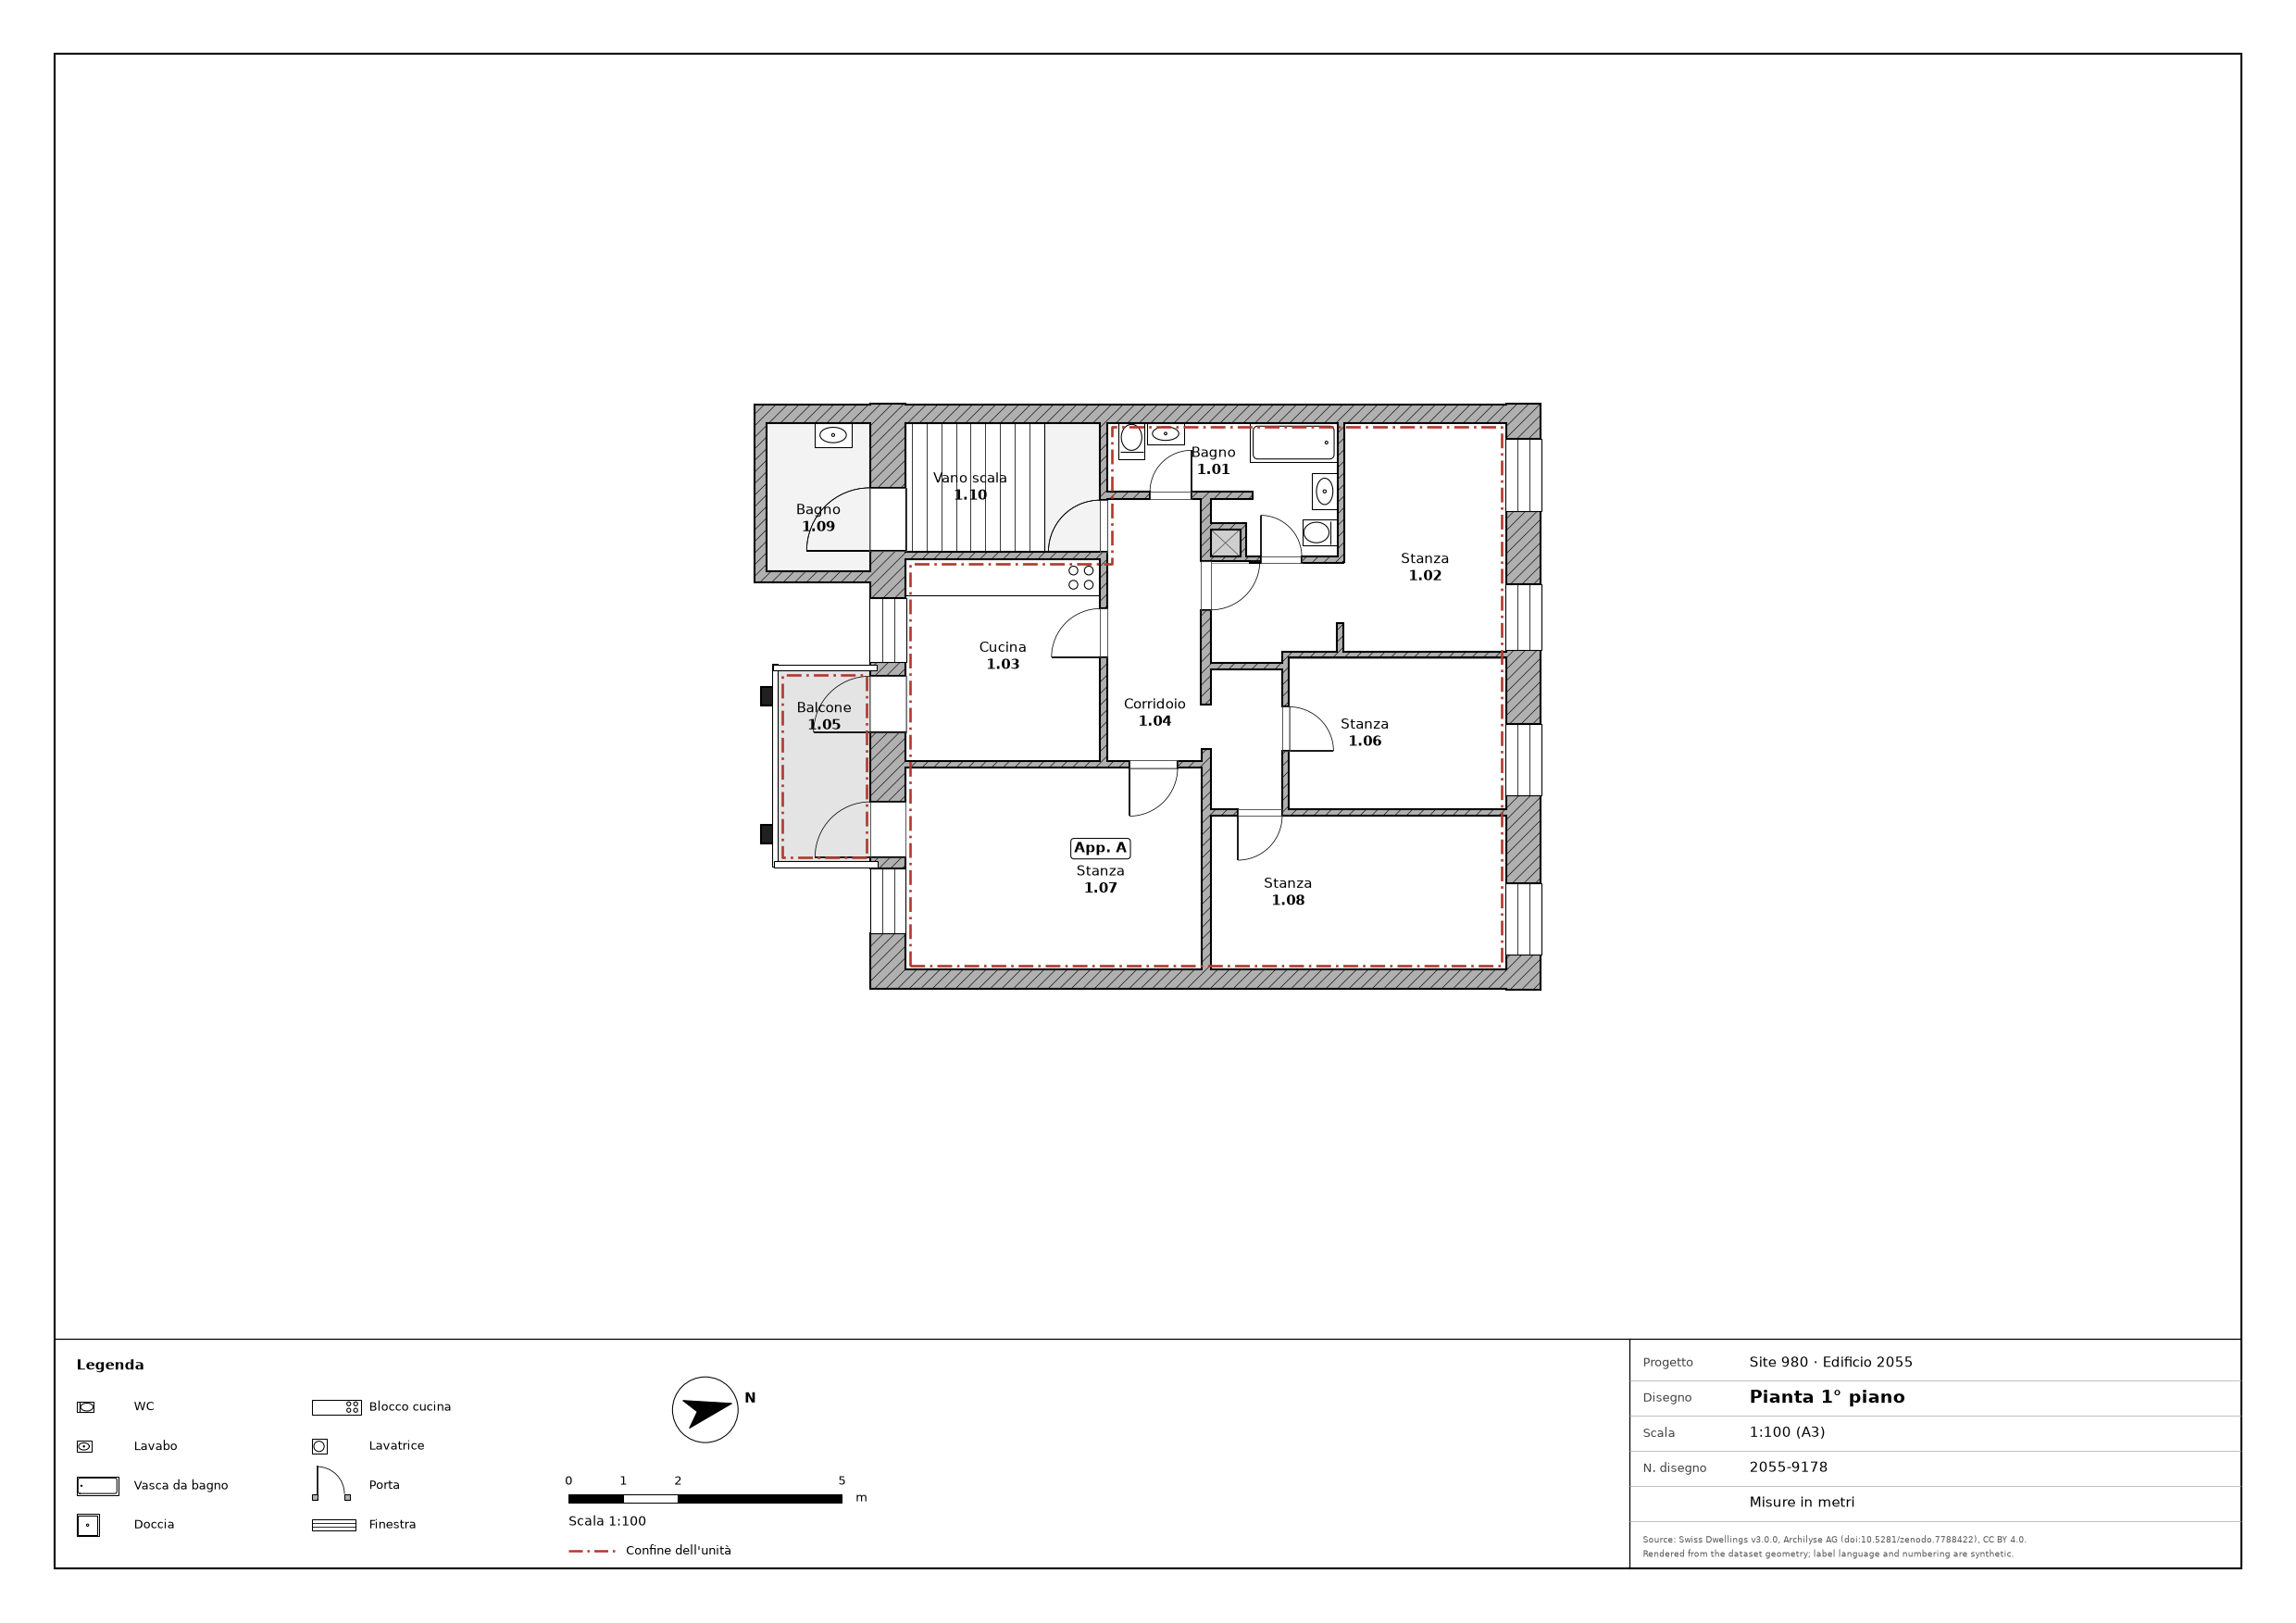 Bagno
1.01
Vano scala
1.10
Bagno
1.09
Stanza
1.02
Cucina
1.03
Corridoio
1.04
Balcone
1.05
Stanza
1.06
App. A
Stanza
1.07
Stanza
1.08
Legenda
WC
Lavabo
Vasca da bagno
Doccia
Blocco cucina
Lavatrice
Porta
Finestra
N
0 1 2 5
m
Scala 1:100
Confine dell'unità
Progetto Site 980 · Edificio 2055
Disegno Pianta 1° piano
Scala 1:100 (A3)
N. disegno 2055-9178
Misure in metri
Source: Swiss Dwellings v3.0.0, Archilyse AG (doi:10.5281/zenodo.7788422), CC BY 4.0.
Rendered from the dataset geometry; label language and numbering are synthetic.